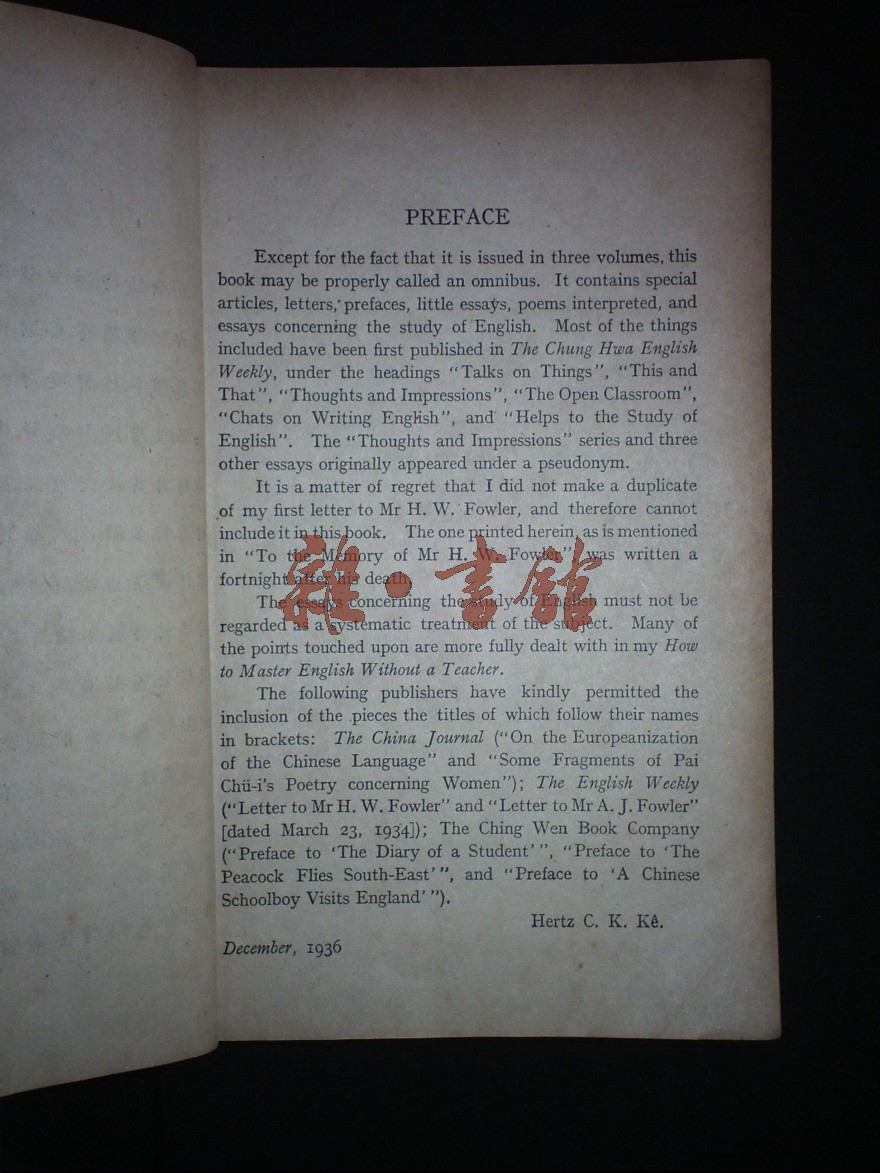 PREFACE
Except for the fact that it is issued in three volumes, this
book may be properly called an omnibus. It contains special
articles, letters, prefaces, little essays, poems interpreted, and
essays concerning the study of English. Most of the things
included have been first published in The Chung Hwa English
Weekly, under the headings “Talks on Things”, “This and
That”, “Thoughts and Impressions”, “The Open Classroom”,
“Chats on Writing English”, and “Helps to the Study of
English”. The “Thoughts and Impressions” series and three
other essays originally appeared under a pseudonym.
It is a matter of regret that I did not make a duplicate
of my first letter to Mr H. W. Fowler, and therefore cannot
include it in this book. The one printed herein, as is mentioned
in “To the Memory of Mr H. W. Fowler”, was written a
fortnight after his death.
The essays concerning the study of English must not be
regarded as a systematic treatment of the subject. Many of
the points touched upon are more fully dealt with in my How
to Master English Without a Teacher.
The following publishers have kindly permitted the
inclusion of the pieces the titles of which follow their names
in brackets: The China Journal (“On the Europeanization
of the Chinese Language” and “Some Fragments of Pai
Chü-i's Poetry concerning Women”); The English Weekly
(“Letter to Mr H. W. Fowler” and “Letter to Mr A. J. Fowler”
[dated March 23, 1934]); The Ching Wen Book Company
(“Preface to ‘The Diary of a Student’ ”, “Preface to ‘The
Peacock Flies South-East’ ”, and “Preface to ‘A Chinese
Schoolboy Visits England’ ”).
Hertz C. K. Kê.
December, 1936
雜·書館